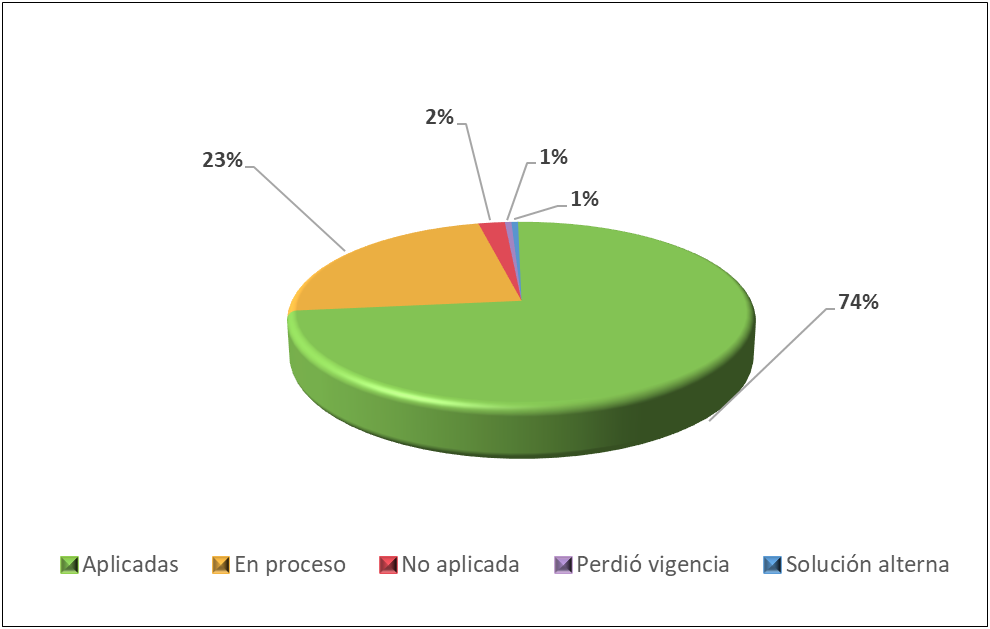 2%
23%
1%
1%
74%
Aplicadas
En proceso
No aplicada
Perdió vigencia
Solución alterna